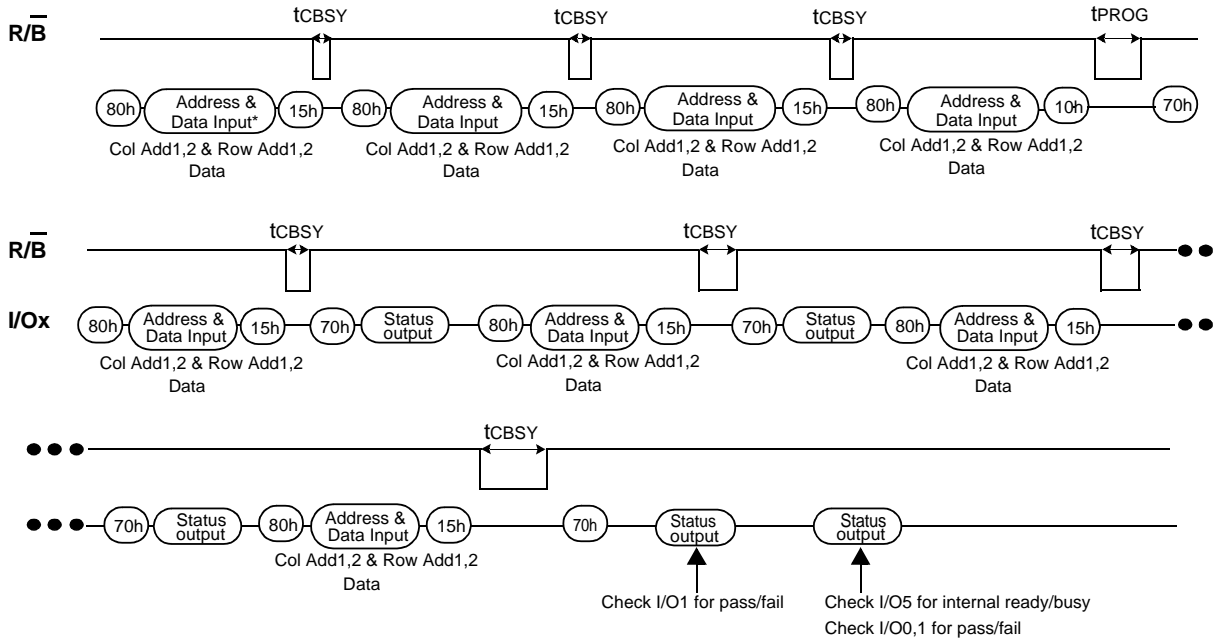 tCBSY tCBSY tCBSY tPROG
R/B
80h Address & Data Input* 15h 80h Address & Data Input 15h 80h Address & Data Input 15h 80h Address & Data Input 10h 70h
Col Add1,2 & Row Add1,2 Col Add1,2 & Row Add1,2 Col Add1,2 & Row Add1,2 Col Add1,2 & Row Add1,2
Data Data Data Data
tCBSY tCBSY tCBSY
R/B
I/Ox 80h Address & Data Input 15h 70h Status output 80h Address & Data Input 15h 70h Status output 80h Address & Data Input 15h
Col Add1,2 & Row Add1,2 Col Add1,2 & Row Add1,2 Col Add1,2 & Row Add1,2
Data Data Data
tCBSY
70h Status output 80h Address & Data Input 15h 70h Status output Status output
Col Add1,2 & Row Add1,2
Data
Check I/O1 for pass/fail Check I/O5 for internal ready/busy
Check I/O0,1 for pass/fail